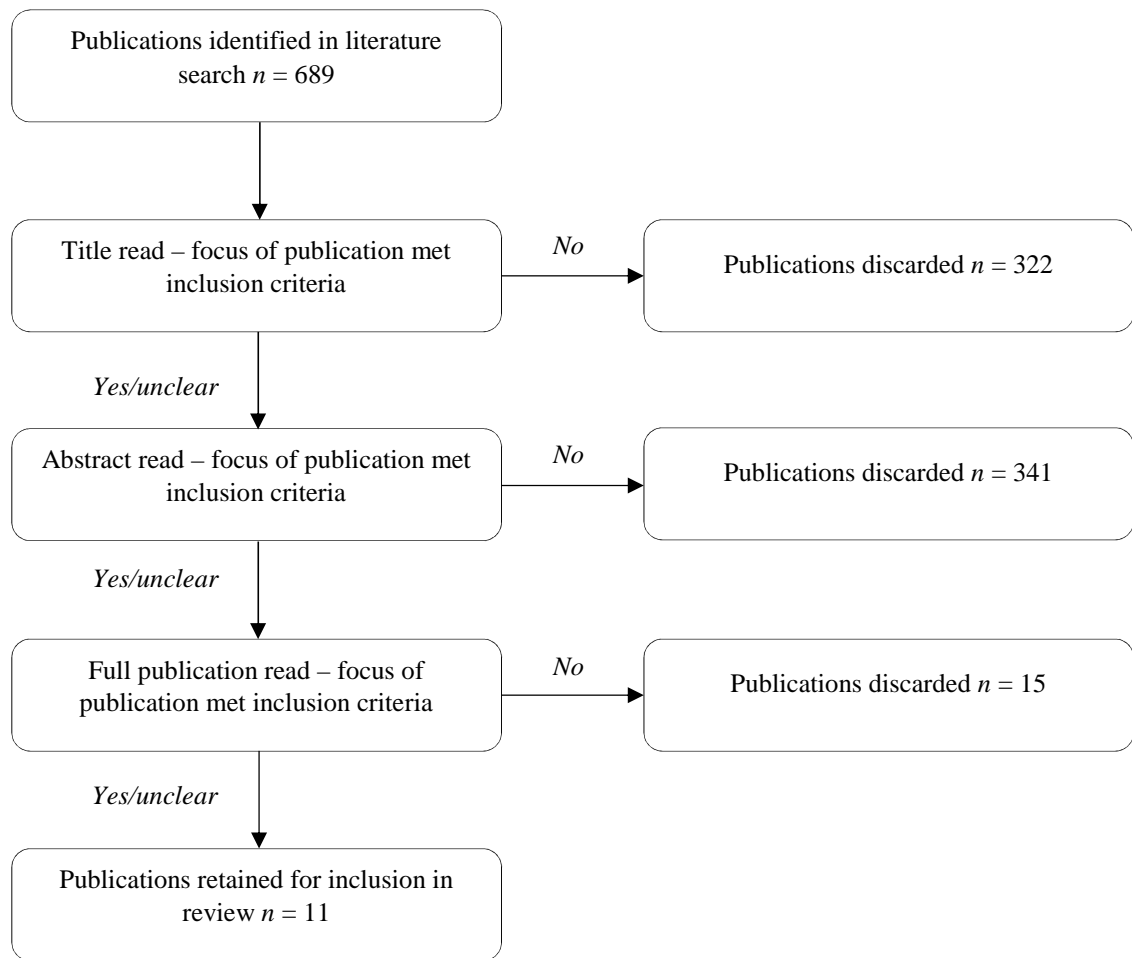 Publications identified in literature
search n = 689
Title read – focus of publication met
inclusion criteria
No
Publications discarded n = 322
Yes/unclear
Abstract read – focus of publication met
inclusion criteria
No
Publications discarded n = 341
Yes/unclear
Full publication read – focus of
publication met inclusion criteria
No
Publications discarded n = 15
Yes/unclear
Publications retained for inclusion in
review n = 11